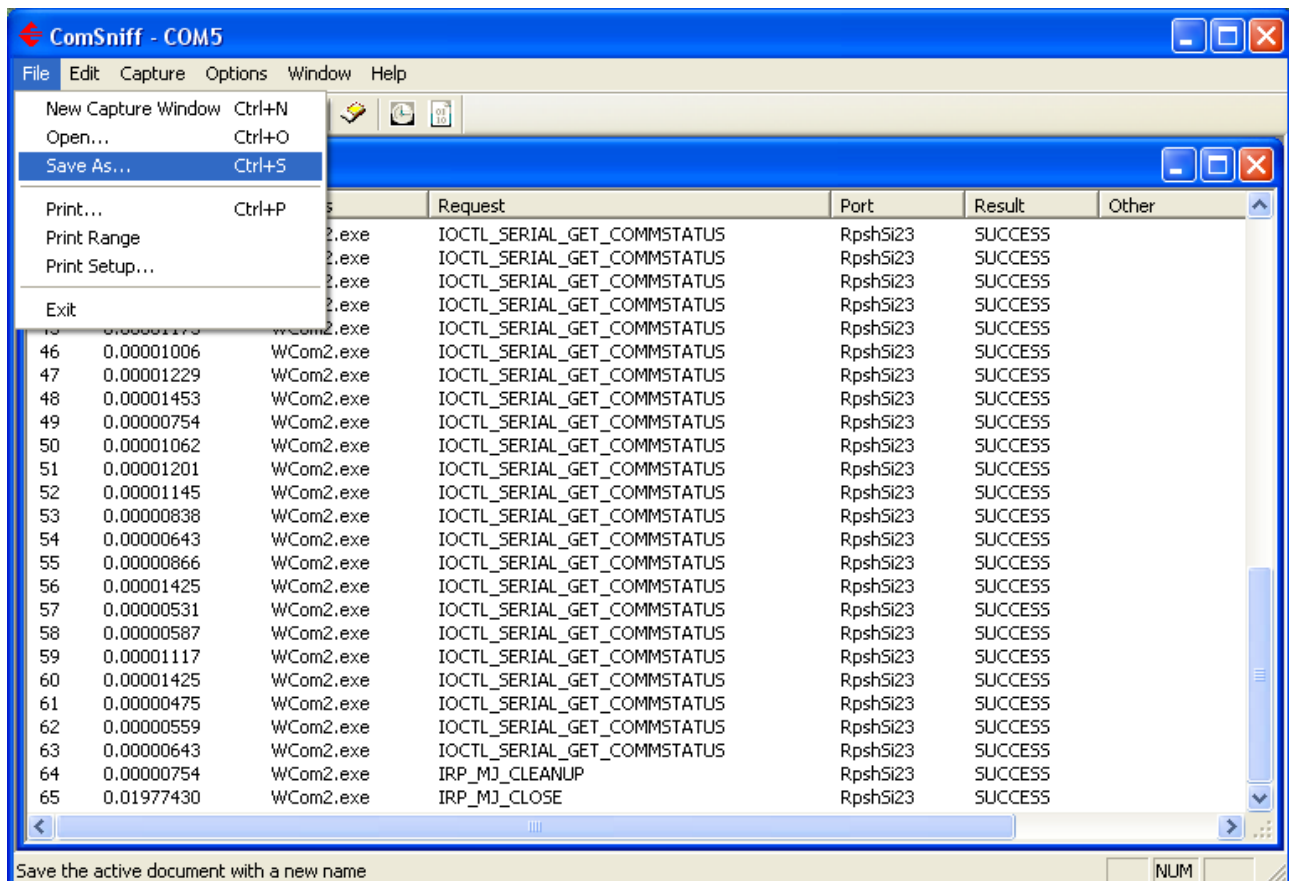 ComSniff - COM5
File Edit Capture Options Window Help
New Capture Window Ctrl+N
Open... Ctrl+O
Save As... Ctrl+S
Print... Ctrl+P
Print Range
Print Setup...
Exit
Request Port Result Other
2.exe IOCTL_SERIAL_GET_COMMSTATUS RpshSi23 SUCCESS
2.exe IOCTL_SERIAL_GET_COMMSTATUS RpshSi23 SUCCESS
2.exe IOCTL_SERIAL_GET_COMMSTATUS RpshSi23 SUCCESS
2.exe IOCTL_SERIAL_GET_COMMSTATUS RpshSi23 SUCCESS
WCom2.exe IOCTL_SERIAL_GET_COMMSTATUS RpshSi23 SUCCESS
46 0.00001006 WCom2.exe IOCTL_SERIAL_GET_COMMSTATUS RpshSi23 SUCCESS
47 0.00001229 WCom2.exe IOCTL_SERIAL_GET_COMMSTATUS RpshSi23 SUCCESS
48 0.00001453 WCom2.exe IOCTL_SERIAL_GET_COMMSTATUS RpshSi23 SUCCESS
49 0.00000754 WCom2.exe IOCTL_SERIAL_GET_COMMSTATUS RpshSi23 SUCCESS
50 0.00001062 WCom2.exe IOCTL_SERIAL_GET_COMMSTATUS RpshSi23 SUCCESS
51 0.00001201 WCom2.exe IOCTL_SERIAL_GET_COMMSTATUS RpshSi23 SUCCESS
52 0.00001145 WCom2.exe IOCTL_SERIAL_GET_COMMSTATUS RpshSi23 SUCCESS
53 0.00000838 WCom2.exe IOCTL_SERIAL_GET_COMMSTATUS RpshSi23 SUCCESS
54 0.00000643 WCom2.exe IOCTL_SERIAL_GET_COMMSTATUS RpshSi23 SUCCESS
55 0.00000866 WCom2.exe IOCTL_SERIAL_GET_COMMSTATUS RpshSi23 SUCCESS
56 0.00001425 WCom2.exe IOCTL_SERIAL_GET_COMMSTATUS RpshSi23 SUCCESS
57 0.00000531 WCom2.exe IOCTL_SERIAL_GET_COMMSTATUS RpshSi23 SUCCESS
58 0.00000587 WCom2.exe IOCTL_SERIAL_GET_COMMSTATUS RpshSi23 SUCCESS
59 0.00001117 WCom2.exe IOCTL_SERIAL_GET_COMMSTATUS RpshSi23 SUCCESS
60 0.00001425 WCom2.exe IOCTL_SERIAL_GET_COMMSTATUS RpshSi23 SUCCESS
61 0.00000475 WCom2.exe IOCTL_SERIAL_GET_COMMSTATUS RpshSi23 SUCCESS
62 0.00000559 WCom2.exe IOCTL_SERIAL_GET_COMMSTATUS RpshSi23 SUCCESS
63 0.00000643 WCom2.exe IOCTL_SERIAL_GET_COMMSTATUS RpshSi23 SUCCESS
64 0.00000754 WCom2.exe IRP_MJ_CLEANUP RpshSi23 SUCCESS
65 0.01977430 WCom2.exe IRP_MJ_CLOSE RpshSi23 SUCCESS
Save the active document with a new name NUM